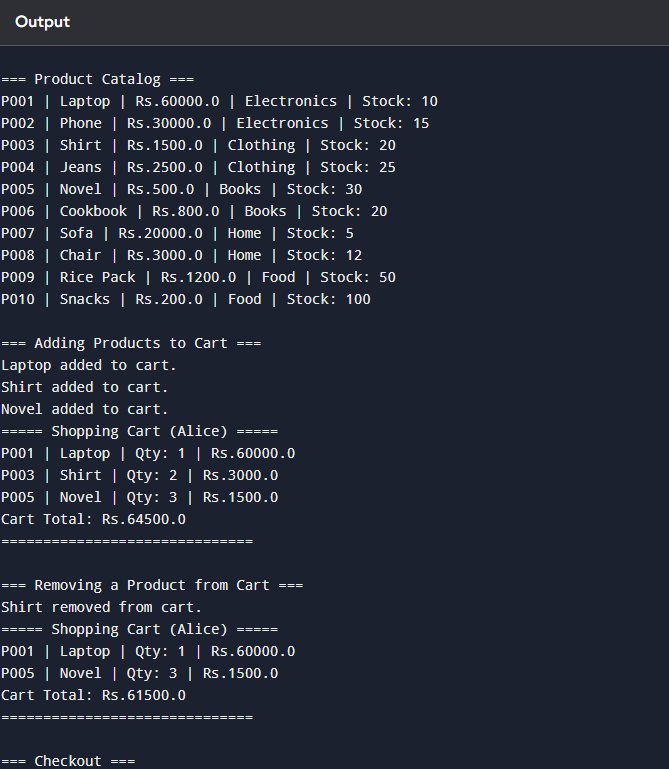 Output
=== Product Catalog ===
P001 | Laptop | Rs.60000.0 | Electronics | Stock: 10
P002 | Phone | Rs.30000.0 | Electronics | Stock: 15
P003 | Shirt | Rs.1500.0 | Clothing | Stock: 20
P004 | Jeans | Rs.2500.0 | Clothing | Stock: 25
P005 | Novel | Rs.500.0 | Books | Stock: 30
P006 | Cookbook | Rs.800.0 | Books | Stock: 20
P007 | Sofa | Rs.20000.0 | Home | Stock: 5
P008 | Chair | Rs.3000.0 | Home | Stock: 12
P009 | Rice Pack | Rs.1200.0 | Food | Stock: 50
P010 | Snacks | Rs.200.0 | Food | Stock: 100
=== Adding Products to Cart ===
Laptop added to cart.
Shirt added to cart.
Novel added to cart.
===== Shopping Cart (Alice) =====
P001 | Laptop | Qty: 1 | Rs.60000.0
P003 | Shirt | Qty: 2 | Rs.3000.0
P005 | Novel | Qty: 3 | Rs.1500.0
Cart Total: Rs.64500.0
==============================
=== Removing a Product from Cart ===
Shirt removed from cart.
===== Shopping Cart (Alice) =====
P001 | Laptop | Qty: 1 | Rs.60000.0
P005 | Novel | Qty: 3 | Rs.1500.0
Cart Total: Rs.61500.0
==============================
=== Checkout ===